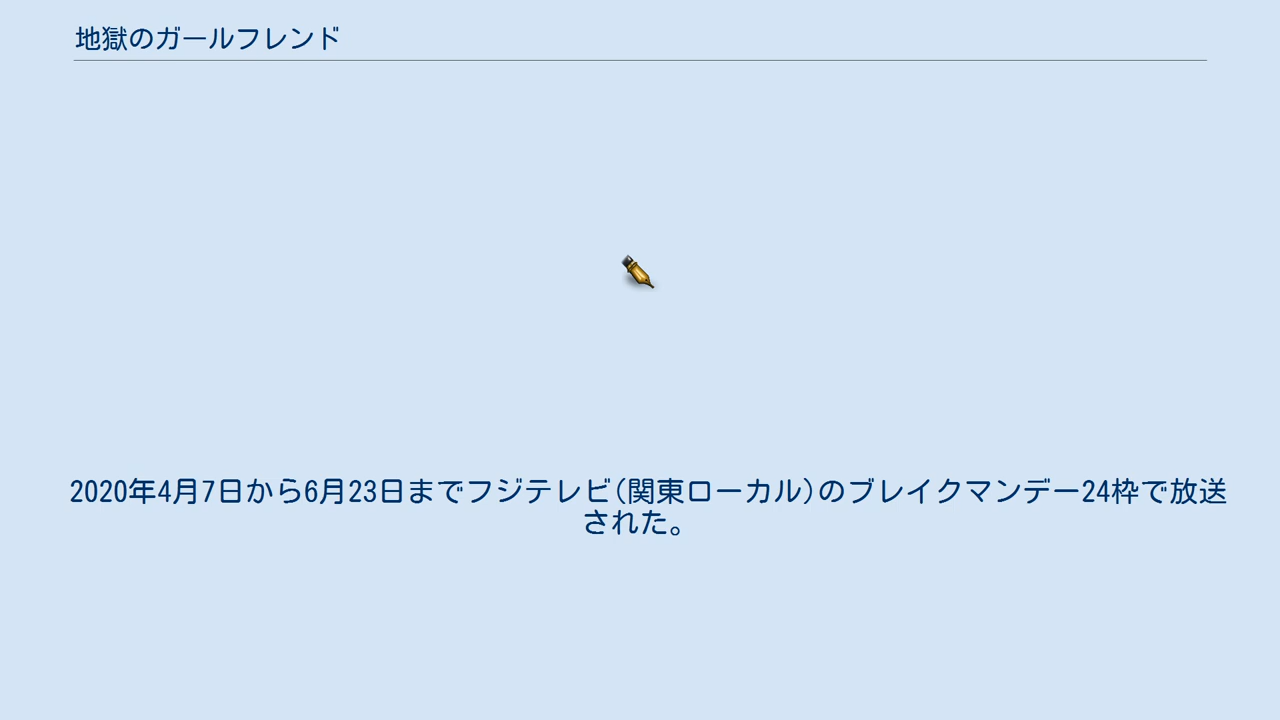 地獄のガールフレンド
2020年4月7日から6月23日までフジテレビ(関東ローカル)のブレイクマンデー24枠で放送
された。